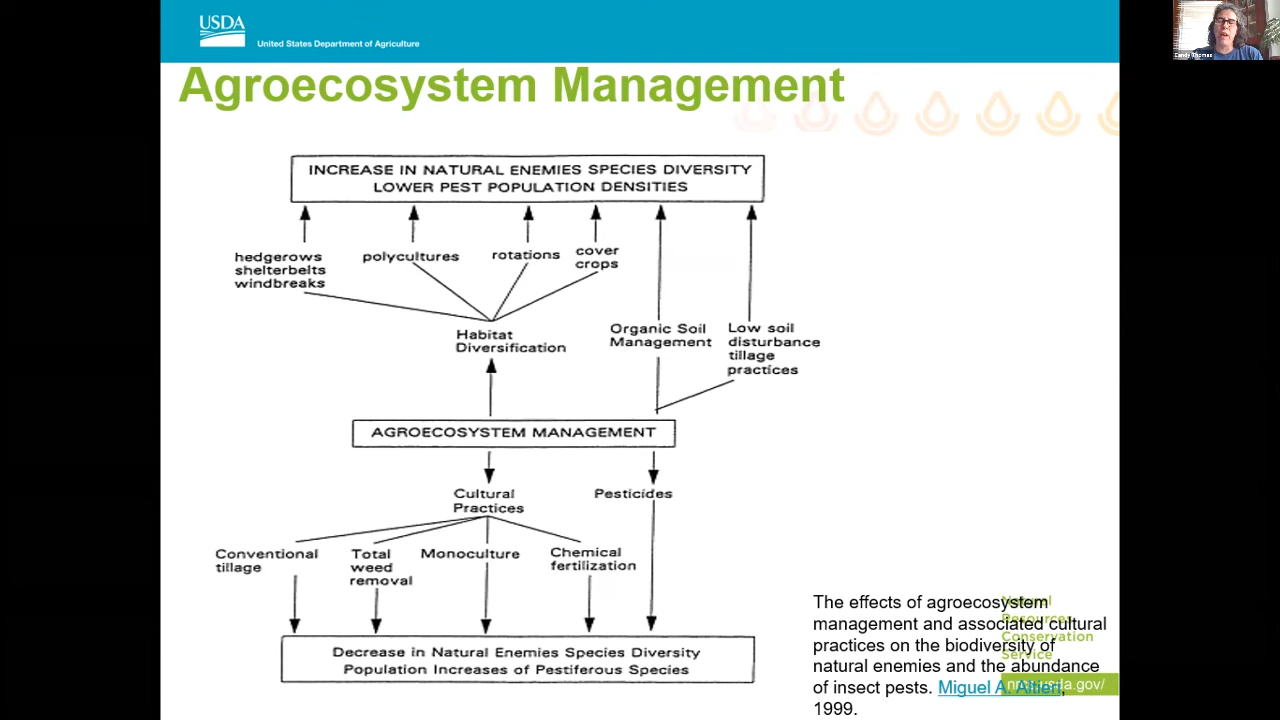 USDA
United States Department of Agriculture
Candy Thomas
Agroecosystem Management
INCREASE IN NATURAL ENEMIES SPECIES DIVERSITY
LOWER PEST POPULATION DENSITIES
hedgerows
shelterbelts
windbreaks
polycultures
rotations
cover
crops
Habitat
Diversification
Organic Soil
Management
Low soil
disturbance
tillage
practices
AGROECOSYSTEM MANAGEMENT
Cultural
Practices
Pesticides
Conventional
tillage
Total
weed
removal
Monoculture
Chemical
fertilization
Decrease in Natural Enemies Species Diversity
Population Increases of Pestiferous Species
The effects of agroecosystem
management and associated cultural
practices on the biodiversity of
natural enemies and the abundance
of insect pests. Miguel A. Altieri,
1999.
Natural
Resources
Conservation
Service
usda.gov/